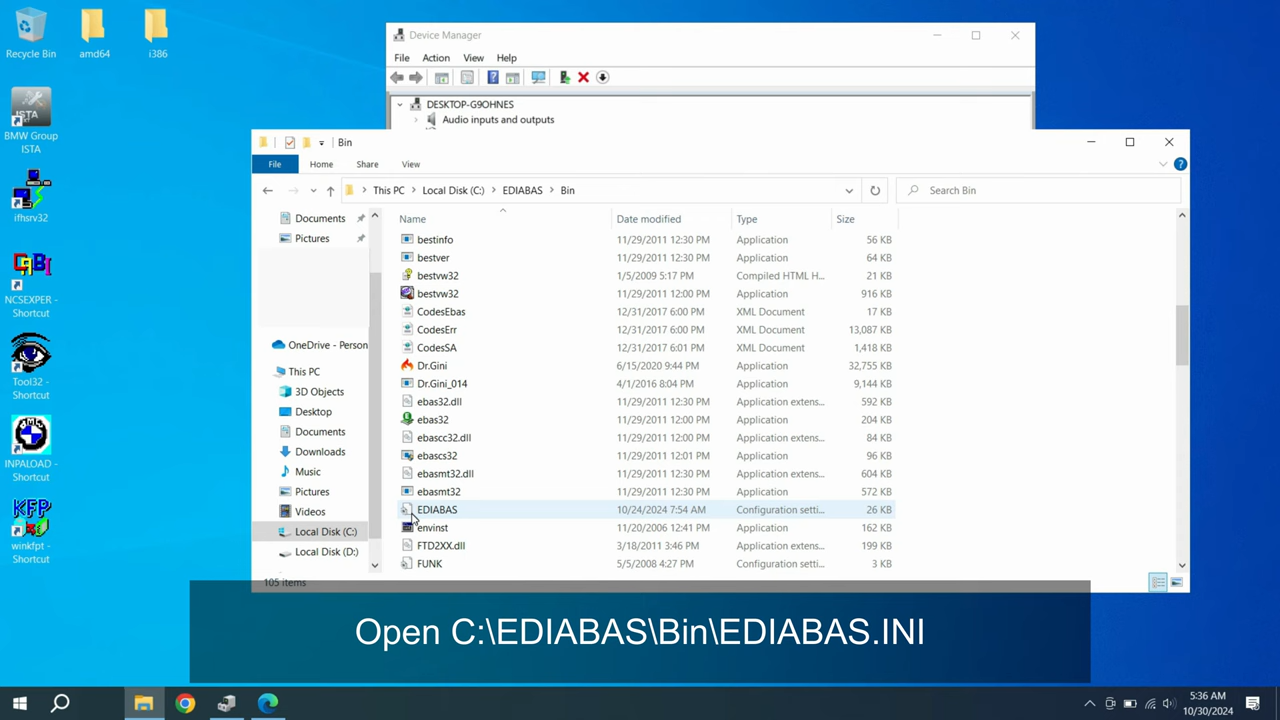 Recycle Bin
amd64
i386
BMW Group
ISTA
ifhsrv32
NCSEXPER -
Shortcut
Tool32 -
Shortcut
INPALOAD -
Shortcut
KFP
winkfpt -
Shortcut
Device Manager
File Action View Help
DESKTOP-G9OHNES
Audio inputs and outputs
Bin
File Home Share View
This PC Local Disk (C:) EDIABAS Bin
Search Bin
Documents
Pictures
OneDrive - Person
This PC
3D Objects
Desktop
Documents
Downloads
Music
Pictures
Videos
Local Disk (C:)
Local Disk (D:)
Name Date modified Type Size
bestinfo 11/29/2011 12:30 PM Application 56 KB
bestver 11/29/2011 12:30 PM Application 64 KB
bestvw32 1/5/2009 5:17 PM Compiled HTML H... 21 KB
bestvw32 11/29/2011 12:00 PM Application 916 KB
CodesEbas 12/31/2017 6:00 PM XML Document 17 KB
CodesErr 12/31/2017 6:00 PM XML Document 13,087 KB
CodesSA 12/31/2017 6:01 PM XML Document 1,418 KB
Dr.Gini 6/15/2020 9:44 PM Application 32,755 KB
Dr.Gini_014 4/1/2016 8:04 PM Application 9,144 KB
ebas32.dll 11/29/2011 12:30 PM Application extens... 592 KB
ebas32 11/29/2011 12:00 PM Application 204 KB
ebascc32.dll 11/29/2011 12:00 PM Application extens... 84 KB
ebascs32 11/29/2011 12:01 PM Application 96 KB
ebasmt32.dll 11/29/2011 12:30 PM Application extens... 604 KB
ebasmt32 11/29/2011 12:30 PM Application 572 KB
EDIABAS 10/24/2024 7:54 AM Configuration setti... 26 KB
envinst 11/20/2006 12:41 PM Application 162 KB
FTD2XX.dll 3/18/2011 3:46 PM Application extens... 199 KB
FUNK 5/5/2008 4:27 PM Configuration setti... 3 KB
105 items
Open C:\EDIABAS\Bin\EDIABAS.INI
5:36 AM
10/30/2024